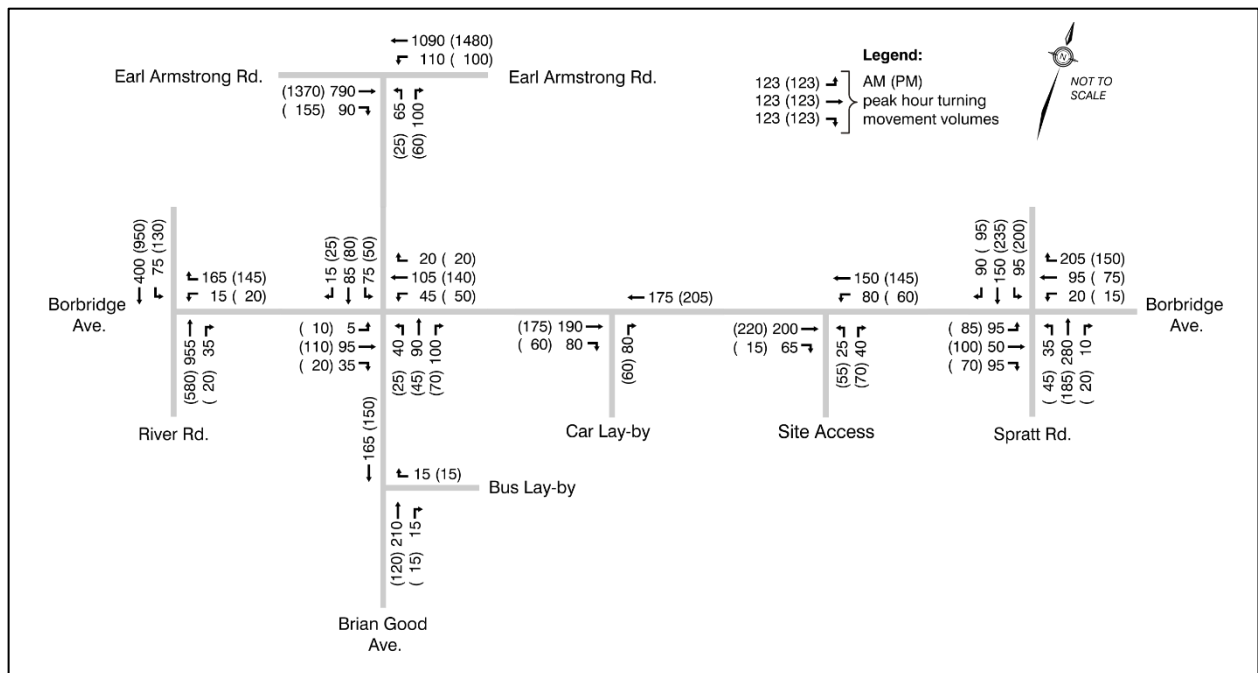 1090 (1480)
110 ( 100)
Earl Armstrong Rd.
Earl Armstrong Rd.
(1370) 790
( 155) 90
(25) 65
(60) 100
Legend:
123 (123)
123 (123)
123 (123)
AM (PM)
peak hour turning
movement volumes
N
NOT TO
SCALE
400 (950)
75 (130)
165 (145)
15 ( 20)
Borbridge
Ave.
(580) 955
( 20) 35
River Rd.
15 (25)
85 (80)
75 (50)
20 ( 20)
105 (140)
45 ( 50)
( 10) 5
(110) 95
( 20) 35
(25) 40
(45) 90
(70) 100
175 (205)
(175) 190
( 60) 80
(60) 80
Car Lay-by
150 (145)
80 ( 60)
(220) 200
( 15) 65
(55) 25
(70) 40
Site Access
90 ( 95)
150 (235)
95 (200)
205 (150)
95 ( 75)
20 ( 15)
Borbridge
Ave.
( 85) 95
(100) 50
( 70) 95
( 45) 35
(185) 280
( 20) 10
Spratt Rd.
165 (150)
15 (15)
Bus Lay-by
(120) 210
( 15) 15
Brian Good
Ave.